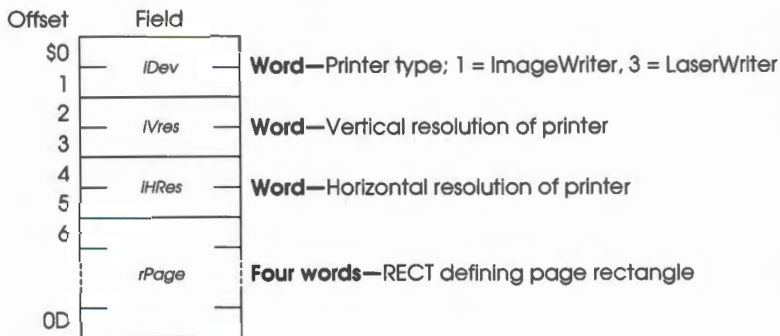 Offset Field
$0
iDev Word—Printer type; 1 = ImageWriter, 3 = LaserWriter
1
2
iVres Word—Vertical resolution of printer
3
4
iHRes Word—Horizontal resolution of printer
5
6
rPage Four words—RECT defining page rectangle
0D